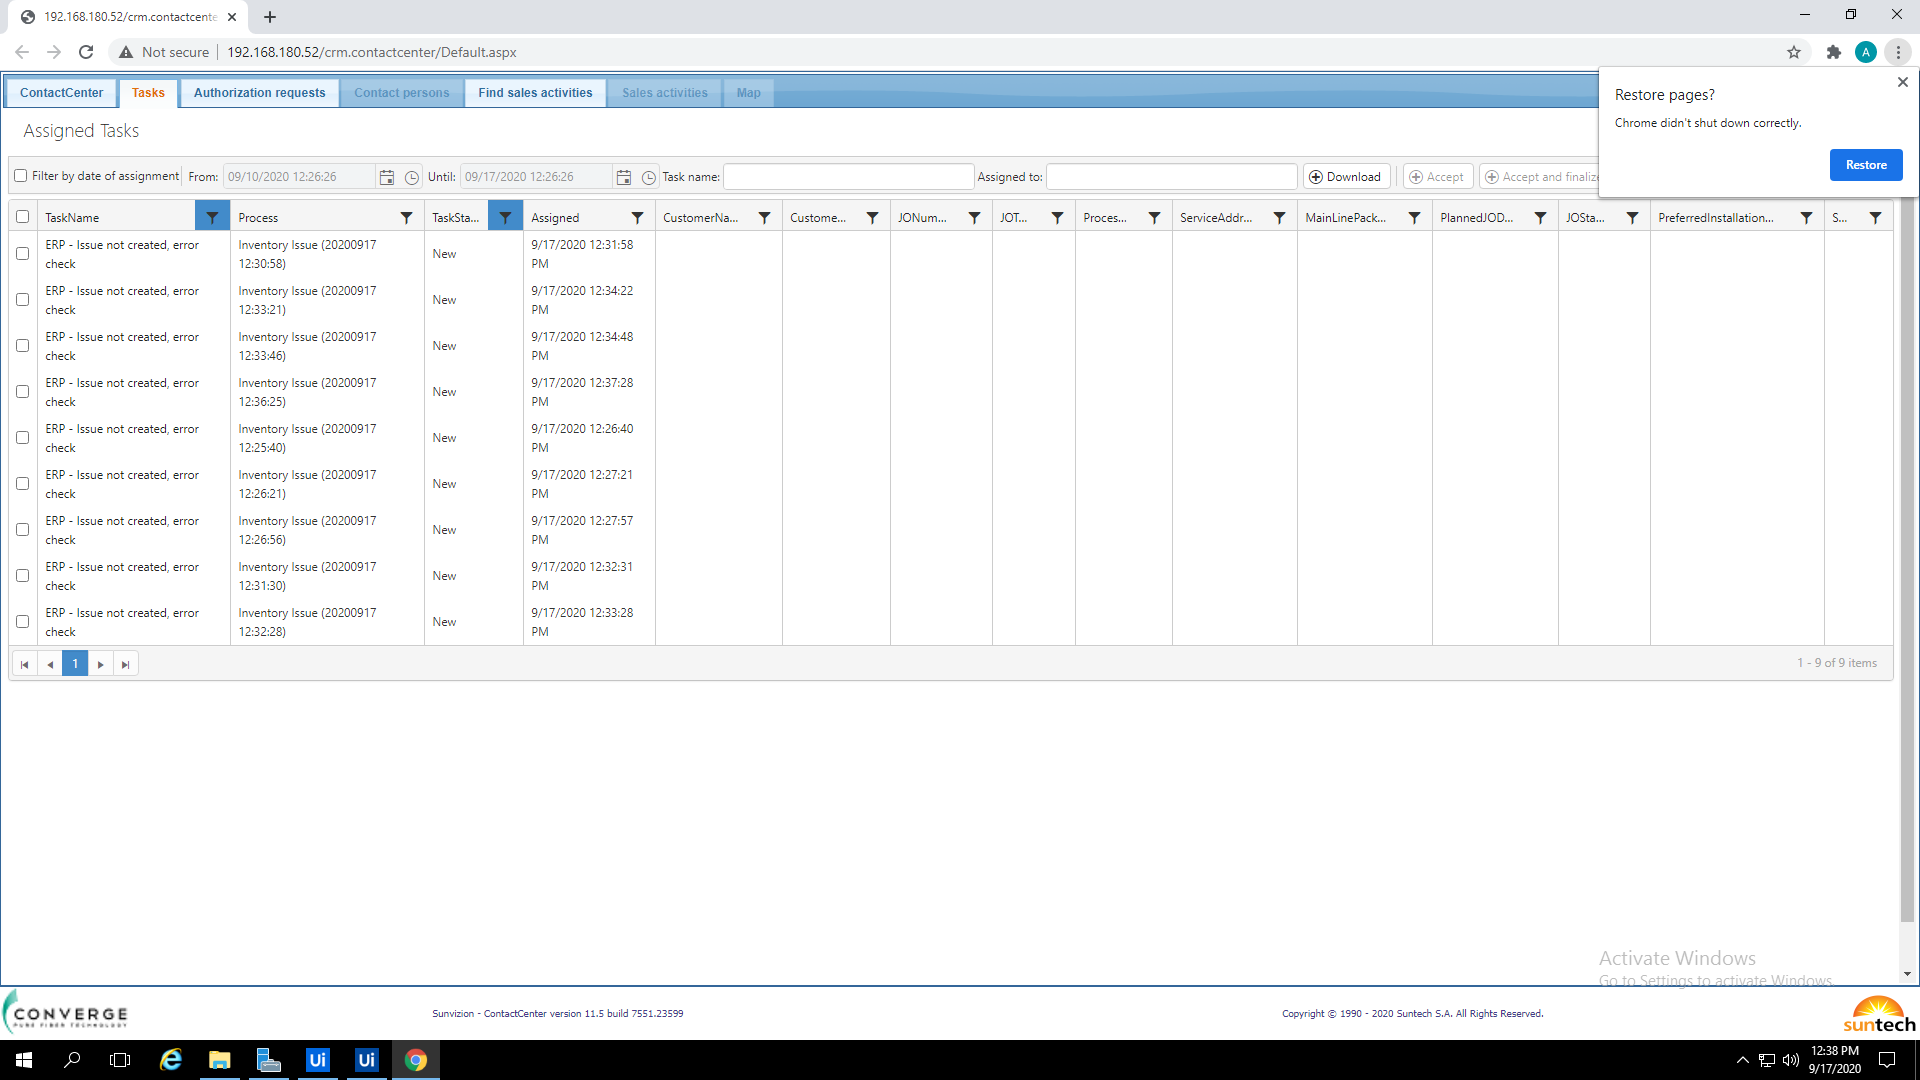 192.168.180.52/crm.contactcente
Not secure
192.168.180.52/crm.contactcenter/Default.aspx
A
ContactCenter
Tasks
Authorization requests
Contact persons
Find sales activities
Sales activities
Map
Restore pages?
Chrome didn't shut down correctly.
Restore
Assigned Tasks
Filter by date of assignment
From: 09/10/2020 12:26:26
Until: 09/17/2020 12:26:26
Task name:
Assigned to:
Download
Accept
Accept and finalize
TaskName
Process
TaskSta...
Assigned
CustomerNa...
Custome...
JONum...
JOT...
Proces...
ServiceAddr...
MainLinePack...
PlannedJOD...
JOSta...
PreferredInstallation...
S...
ERP - Issue not created, error
check
Inventory Issue (20200917
12:30:58)
New
9/17/2020 12:31:58
PM
ERP - Issue not created, error
check
Inventory Issue (20200917
12:33:21)
New
9/17/2020 12:34:22
PM
ERP - Issue not created, error
check
Inventory Issue (20200917
12:33:46)
New
9/17/2020 12:34:48
PM
ERP - Issue not created, error
check
Inventory Issue (20200917
12:36:25)
New
9/17/2020 12:37:28
PM
ERP - Issue not created, error
check
Inventory Issue (20200917
12:25:40)
New
9/17/2020 12:26:40
PM
ERP - Issue not created, error
check
Inventory Issue (20200917
12:26:21)
New
9/17/2020 12:27:21
PM
ERP - Issue not created, error
check
Inventory Issue (20200917
12:26:56)
New
9/17/2020 12:27:57
PM
ERP - Issue not created, error
check
Inventory Issue (20200917
12:31:30)
New
9/17/2020 12:32:31
PM
ERP - Issue not created, error
check
Inventory Issue (20200917
12:32:28)
New
9/17/2020 12:33:28
PM
1
1 - 9 of 9 items
Activate Windows
Go to Settings to activate Windows.
CONVERGE
PURE FIBER TECHNOLOGY
Sunvizion - ContactCenter version 11.5 build 7551.23599
Copyright © 1990 - 2020 Suntech S.A. All Rights Reserved.
suntech
Ui
Ui
12:38 PM
9/17/2020